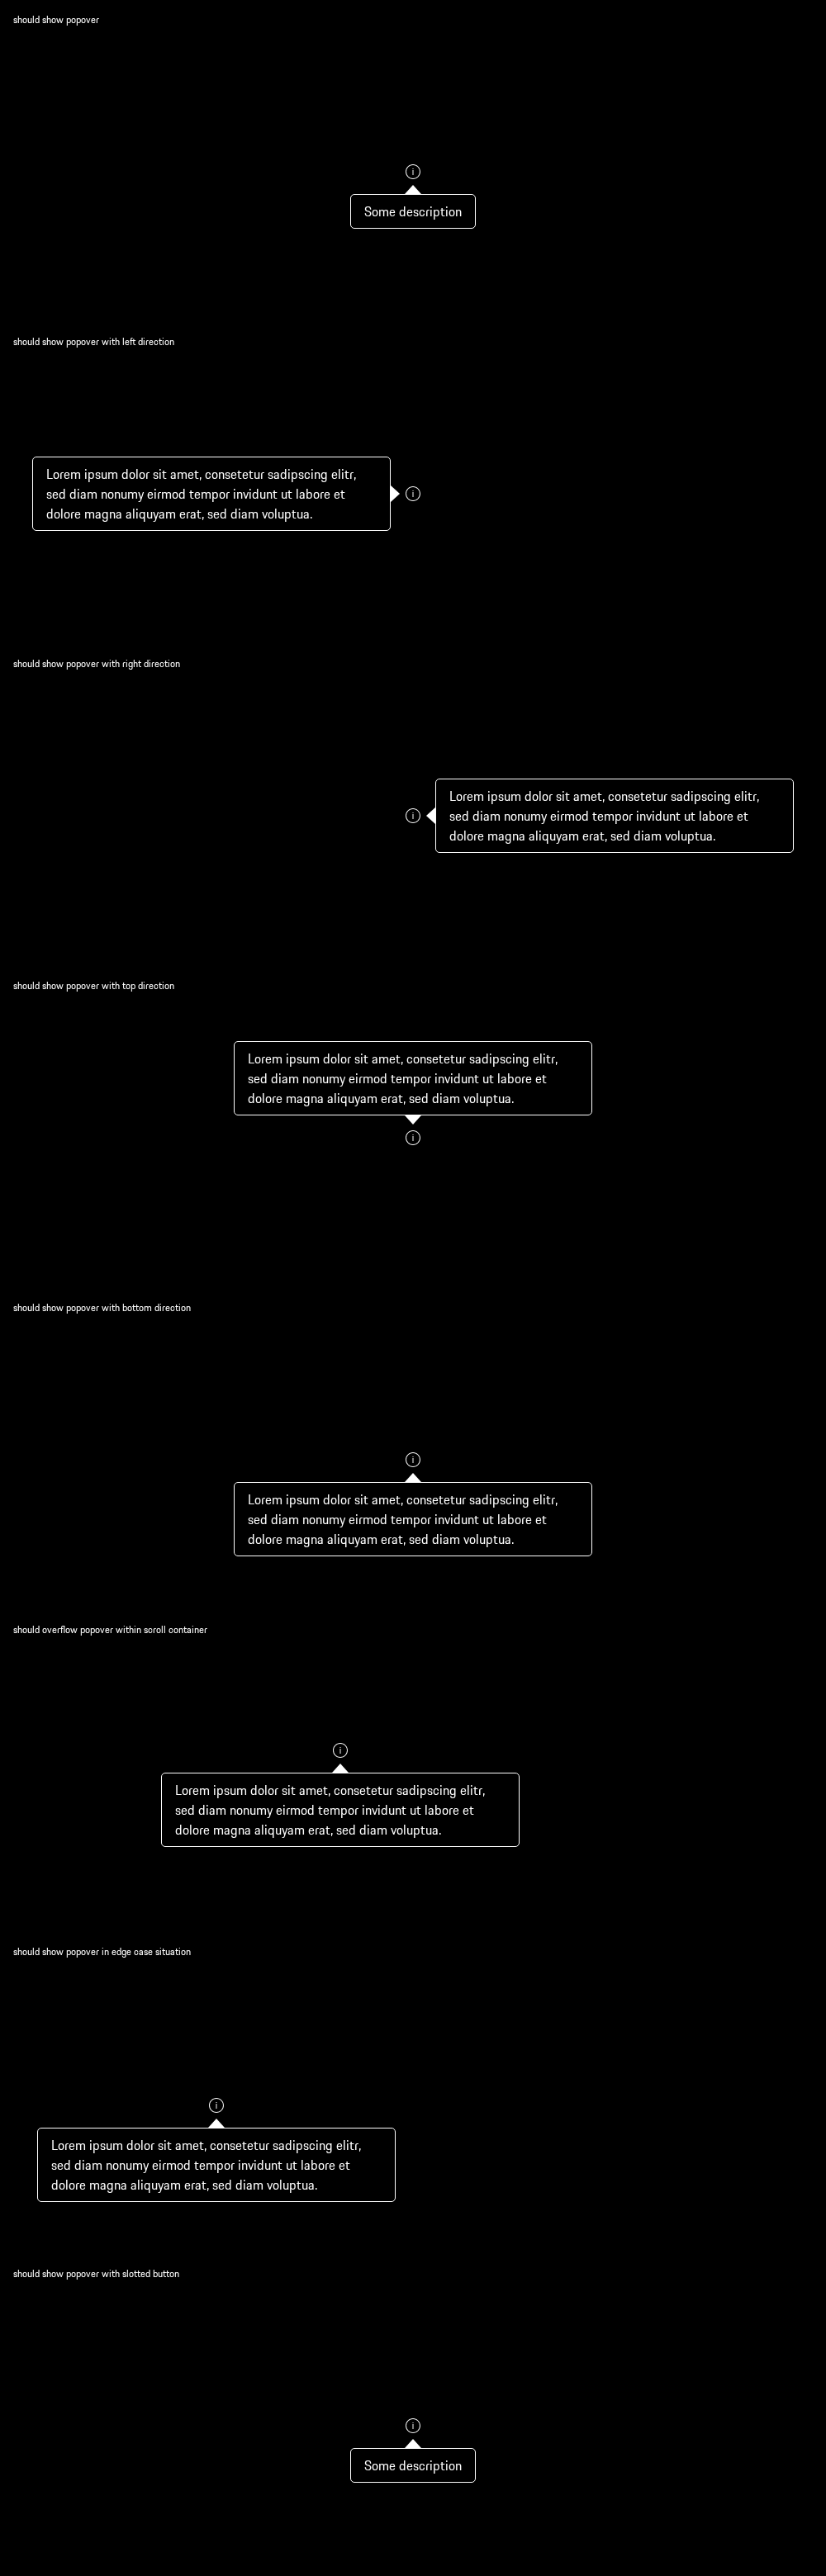 should show popover
i
Some description
should show popover with left direction
Lorem ipsum dolor sit amet, consetetur sadipscing elitr,
sed diam nonumy eirmod tempor invidunt ut labore et
dolore magna aliquyam erat, sed diam voluptua.
i
should show popover with right direction
i
Lorem ipsum dolor sit amet, consetetur sadipscing elitr,
sed diam nonumy eirmod tempor invidunt ut labore et
dolore magna aliquyam erat, sed diam voluptua.
should show popover with top direction
Lorem ipsum dolor sit amet, consetetur sadipscing elitr,
sed diam nonumy eirmod tempor invidunt ut labore et
dolore magna aliquyam erat, sed diam voluptua.
i
should show popover with bottom direction
i
Lorem ipsum dolor sit amet, consetetur sadipscing elitr,
sed diam nonumy eirmod tempor invidunt ut labore et
dolore magna aliquyam erat, sed diam voluptua.
should overflow popover within scroll container
i
Lorem ipsum dolor sit amet, consetetur sadipscing elitr,
sed diam nonumy eirmod tempor invidunt ut labore et
dolore magna aliquyam erat, sed diam voluptua.
should show popover in edge case situation
i
Lorem ipsum dolor sit amet, consetetur sadipscing elitr,
sed diam nonumy eirmod tempor invidunt ut labore et
dolore magna aliquyam erat, sed diam voluptua.
should show popover with slotted button
i
Some description